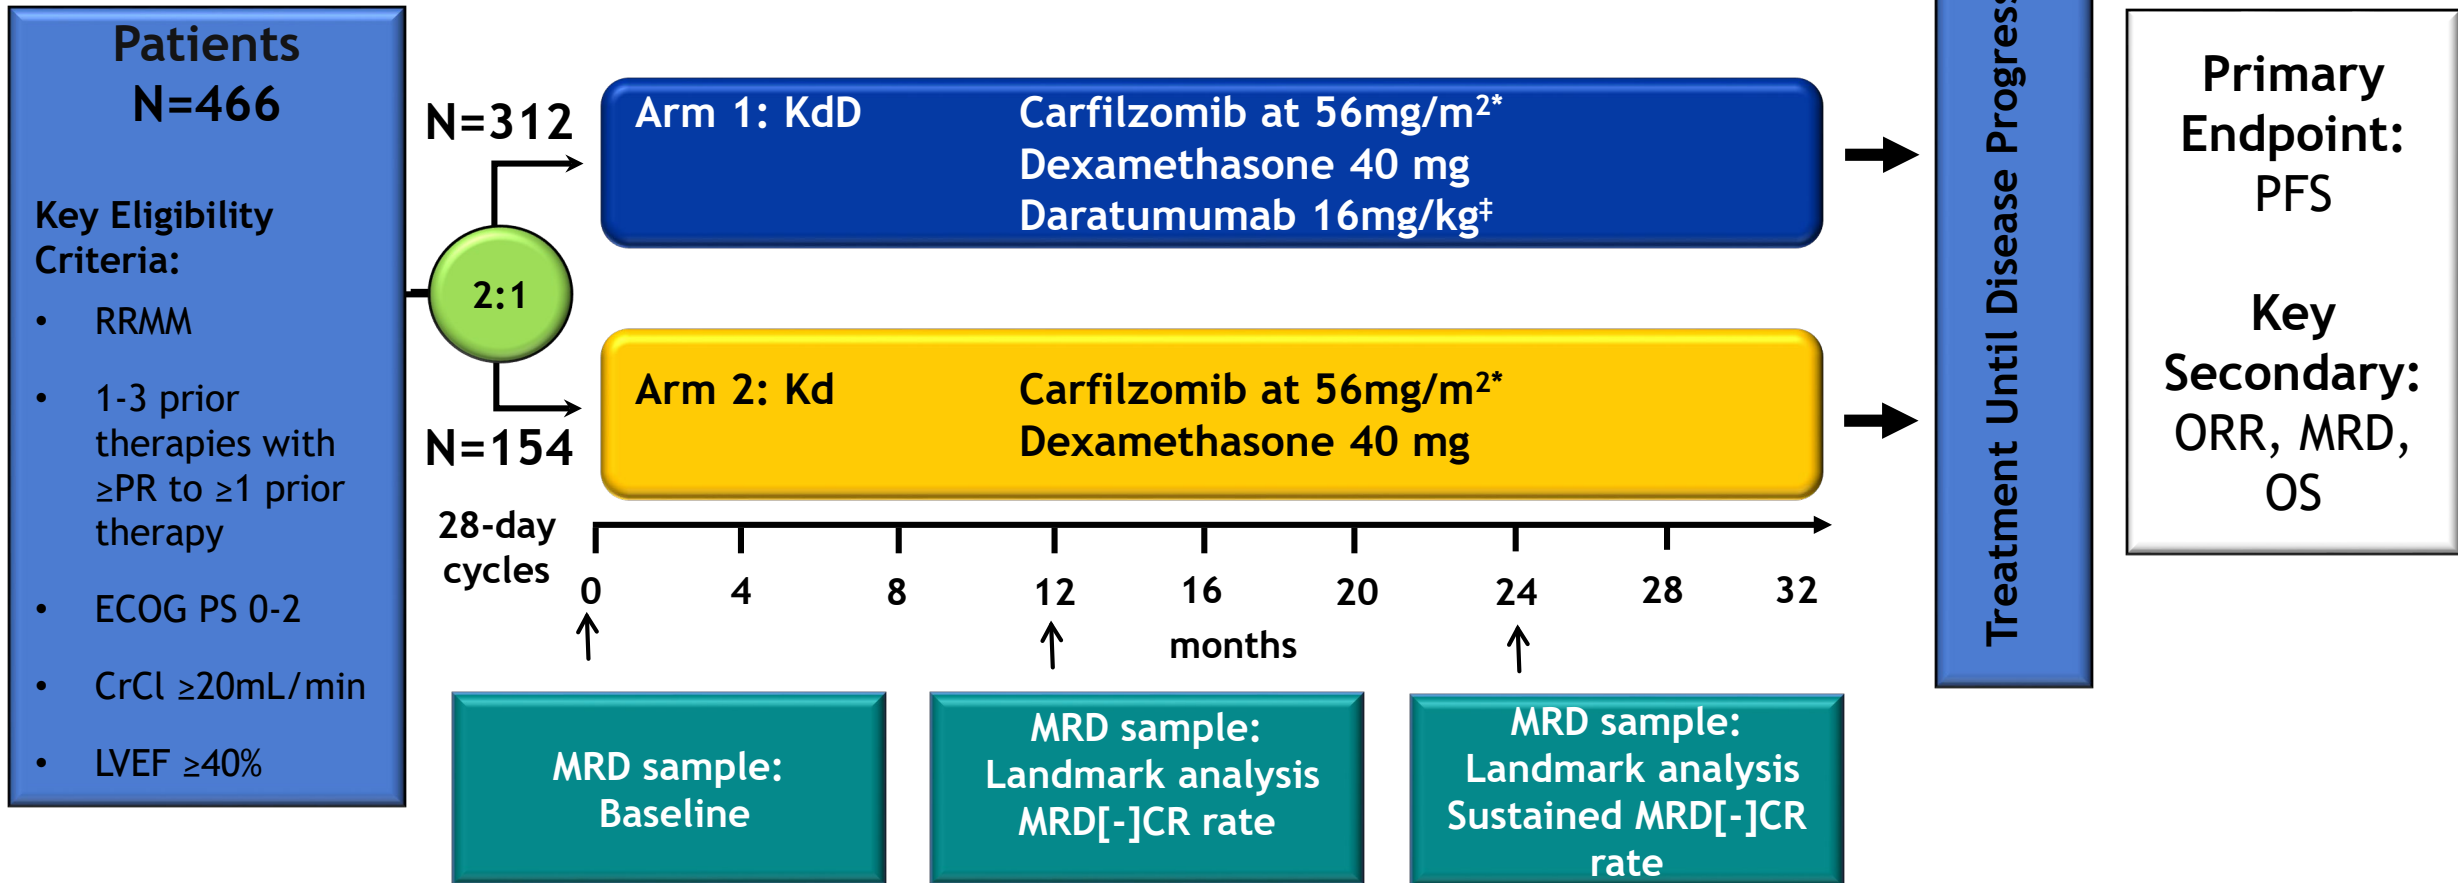 Patients
N=466
Key Eligibility
Criteria:
• RRMM
• 1-3 prior
therapies with
≥PR to ≥1 prior
therapy
• ECOG PS 0-2
• CrCl ≥20mL/min
• LVEF ≥40%
2:1
N=312
Arm 1: KdD
Carfilzomib at 56mg/m²*
Dexamethasone 40 mg
Daratumumab 16mg/kg‡
N=154
Arm 2: Kd
Carfilzomib at 56mg/m²*
Dexamethasone 40 mg
28-day
cycles
0 4 8 12 16 20 24 28 32
months
MRD sample:
Baseline
MRD sample:
Landmark analysis
MRD[-]CR rate
MRD sample:
Landmark analysis
Sustained MRD[-]CR
rate
Treatment Until Disease Progress
Primary
Endpoint:
PFS
Key
Secondary:
ORR, MRD,
OS